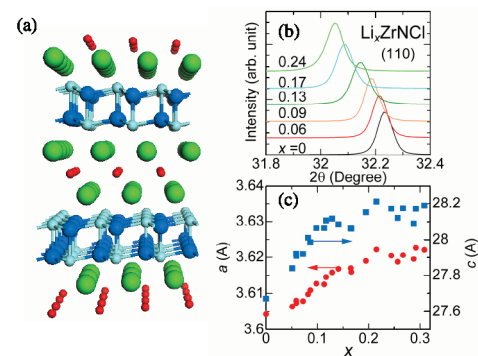 (a)
(b)
LixZrNCl
(110)
Intensity (arb. unit)
0.24
0.17
0.13
0.09
0.06
x =0
31.8 32 32.2 32.4
2θ (Degree)
(c)
3.64
3.63
3.62
3.61
3.6
a (Å)
28.2
28
27.8
27.6
c (Å)
0 0.1 0.2 0.3
x